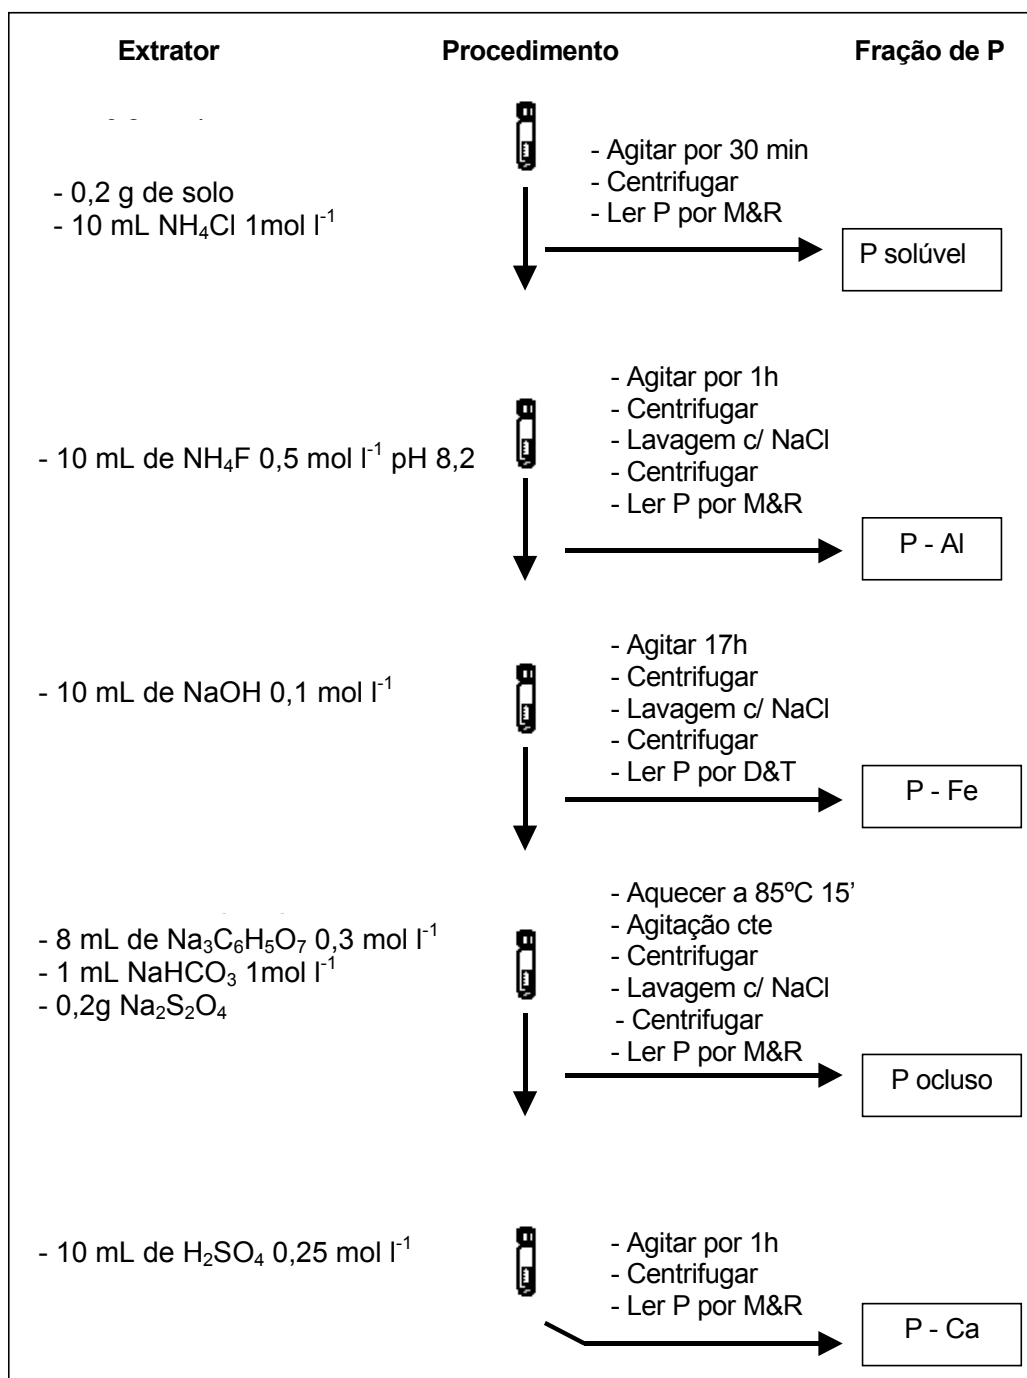 Extrator Procedimento Fração de P
- 0,2 g de solo
- 10 mL NH₄Cl 1mol l⁻¹
- Agitar por 30 min
- Centrifugar
- Ler P por M&R
P solúvel
- 10 mL de NH₄F 0,5 mol l⁻¹ pH 8,2
- Agitar por 1h
- Centrifugar
- Lavagem c/ NaCl
- Centrifugar
- Ler P por M&R
P - Al
- 10 mL de NaOH 0,1 mol l⁻¹
- Agitar 17h
- Centrifugar
- Lavagem c/ NaCl
- Centrifugar
- Ler P por D&T
P - Fe
- 8 mL de Na₃C₆H₅O₇ 0,3 mol l⁻¹
- 1 mL NaHCO₃ 1mol l⁻¹
- 0,2g Na₂S₂O₄
- Aquecer a 85ºC 15’
- Agitação cte
- Centrifugar
- Lavagem c/ NaCl
- Centrifugar
- Ler P por M&R
P ocluso
- 10 mL de H₂SO₄ 0,25 mol l⁻¹
- Agitar por 1h
- Centrifugar
- Ler P por M&R
P - Ca